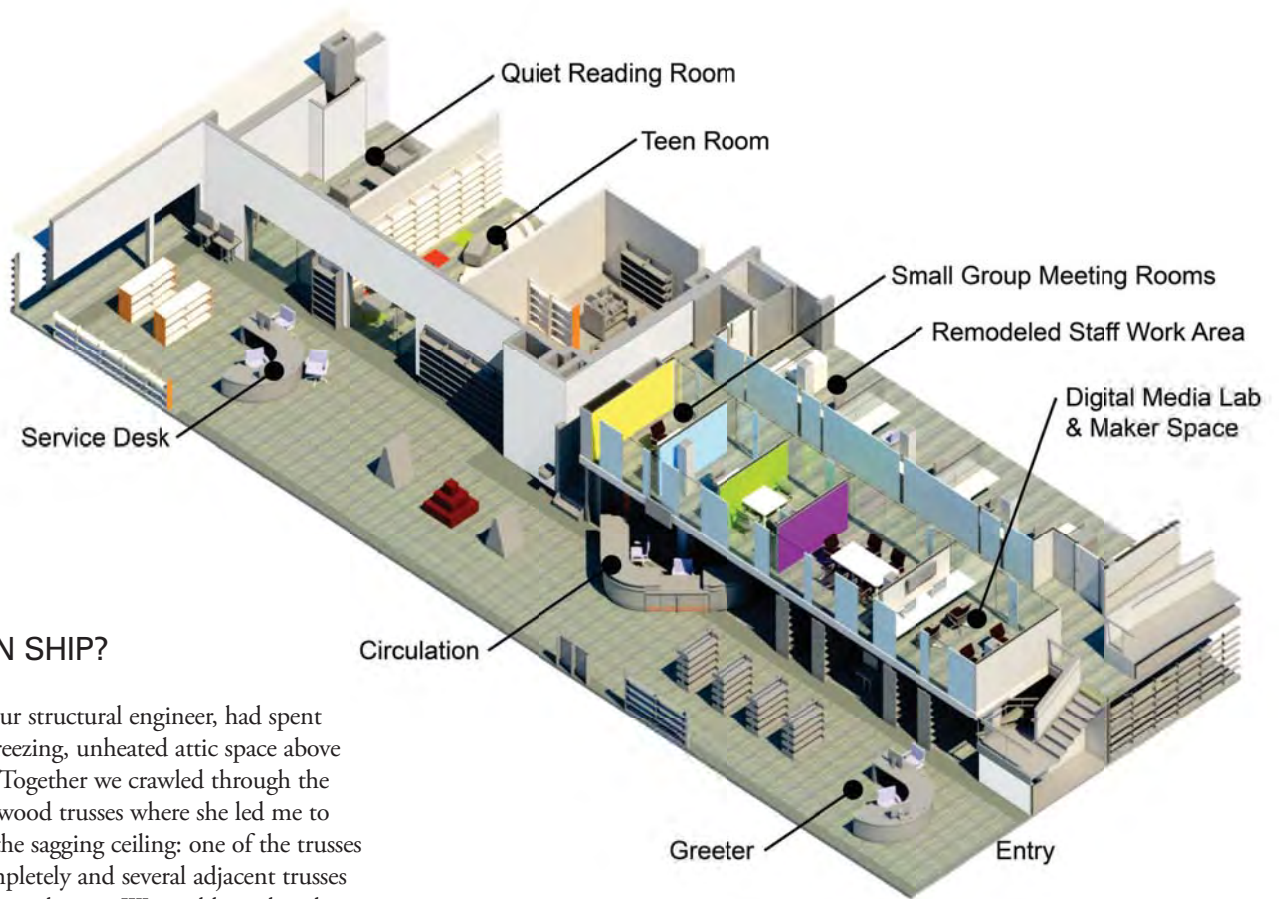 Quiet Reading Room
Teen Room
Small Group Meeting Rooms
Remodeled Staff Work Area
Digital Media Lab
& Maker Space
Service Desk
Circulation
Greeter
Entry
N SHIP?
ur structural engineer, had spent
reezing, unheated attic space above
Together we crawled through the
wood trusses where she led me to
the sagging ceiling: one of the trusses
mpletely and several adjacent trusses